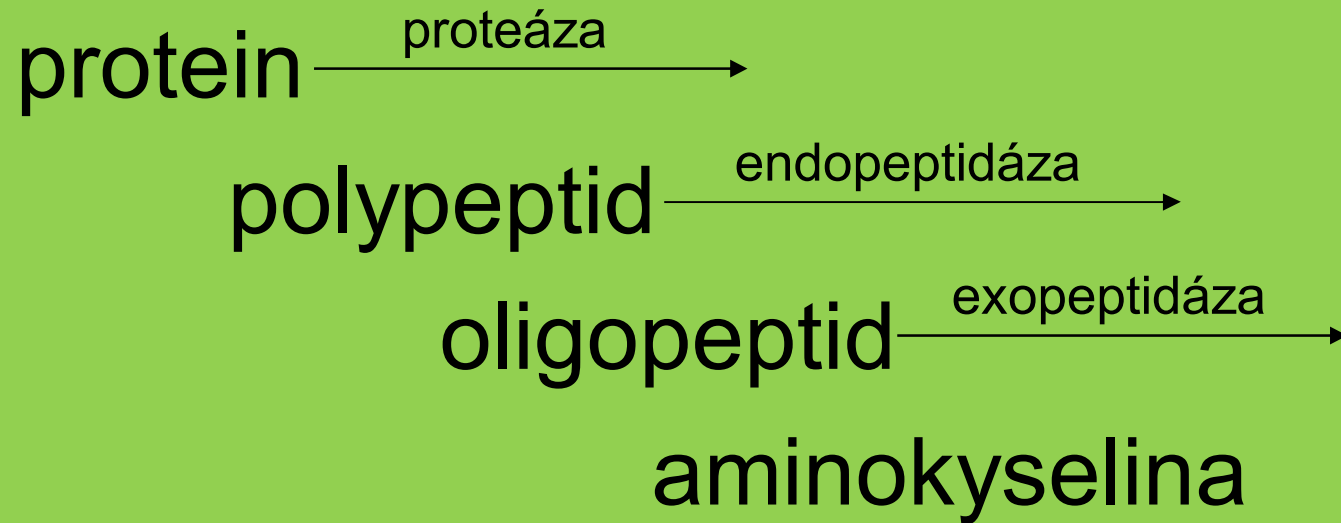 protein proteáza
polypeptid endopeptidáza
oligopeptid exopeptidáza
aminokyselina